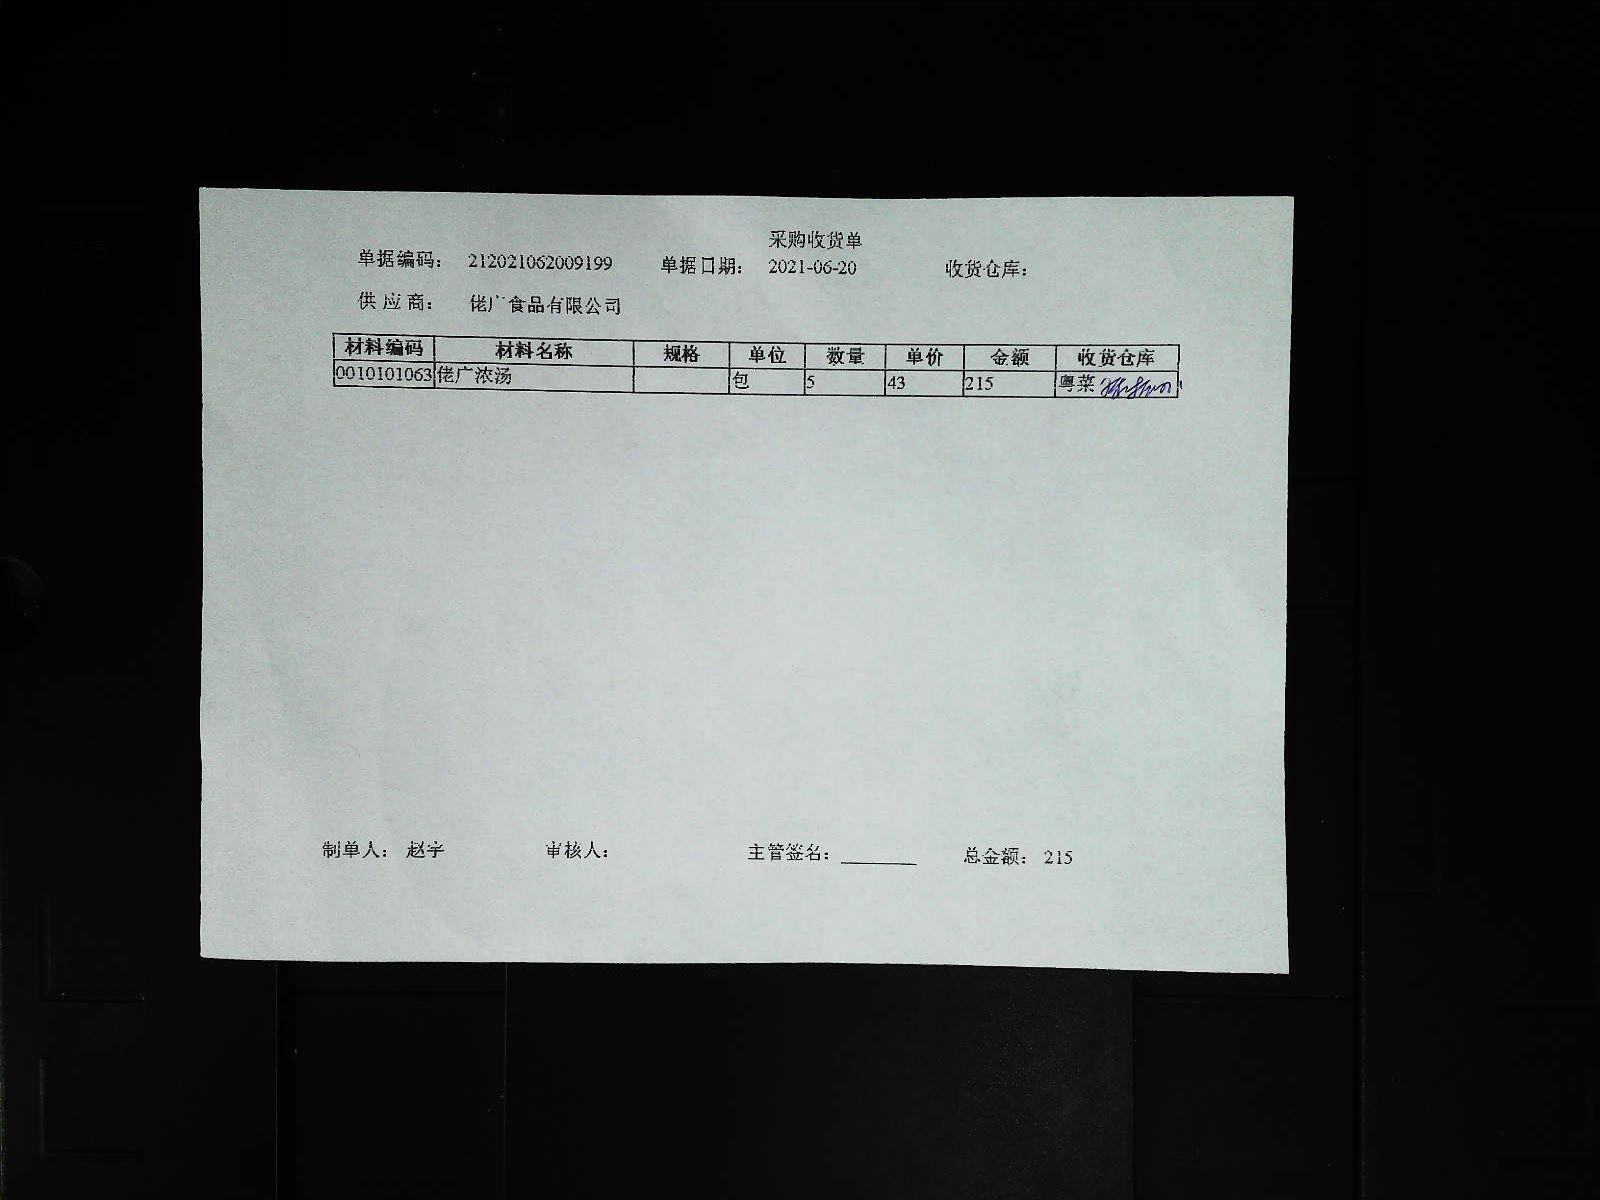 采购收货单
单据编码： 212021062009199 单据日期： 2021-06-20 收货仓库：
供 应 商： 佬广食品有限公司
材料编码 材料名称 规格 单位 数量 单价 金额 收货仓库
0010101063 佬广浓汤 包 5 43 215 粤菜
制单人： 赵宇 审核人： 主管签名： 总金额： 215